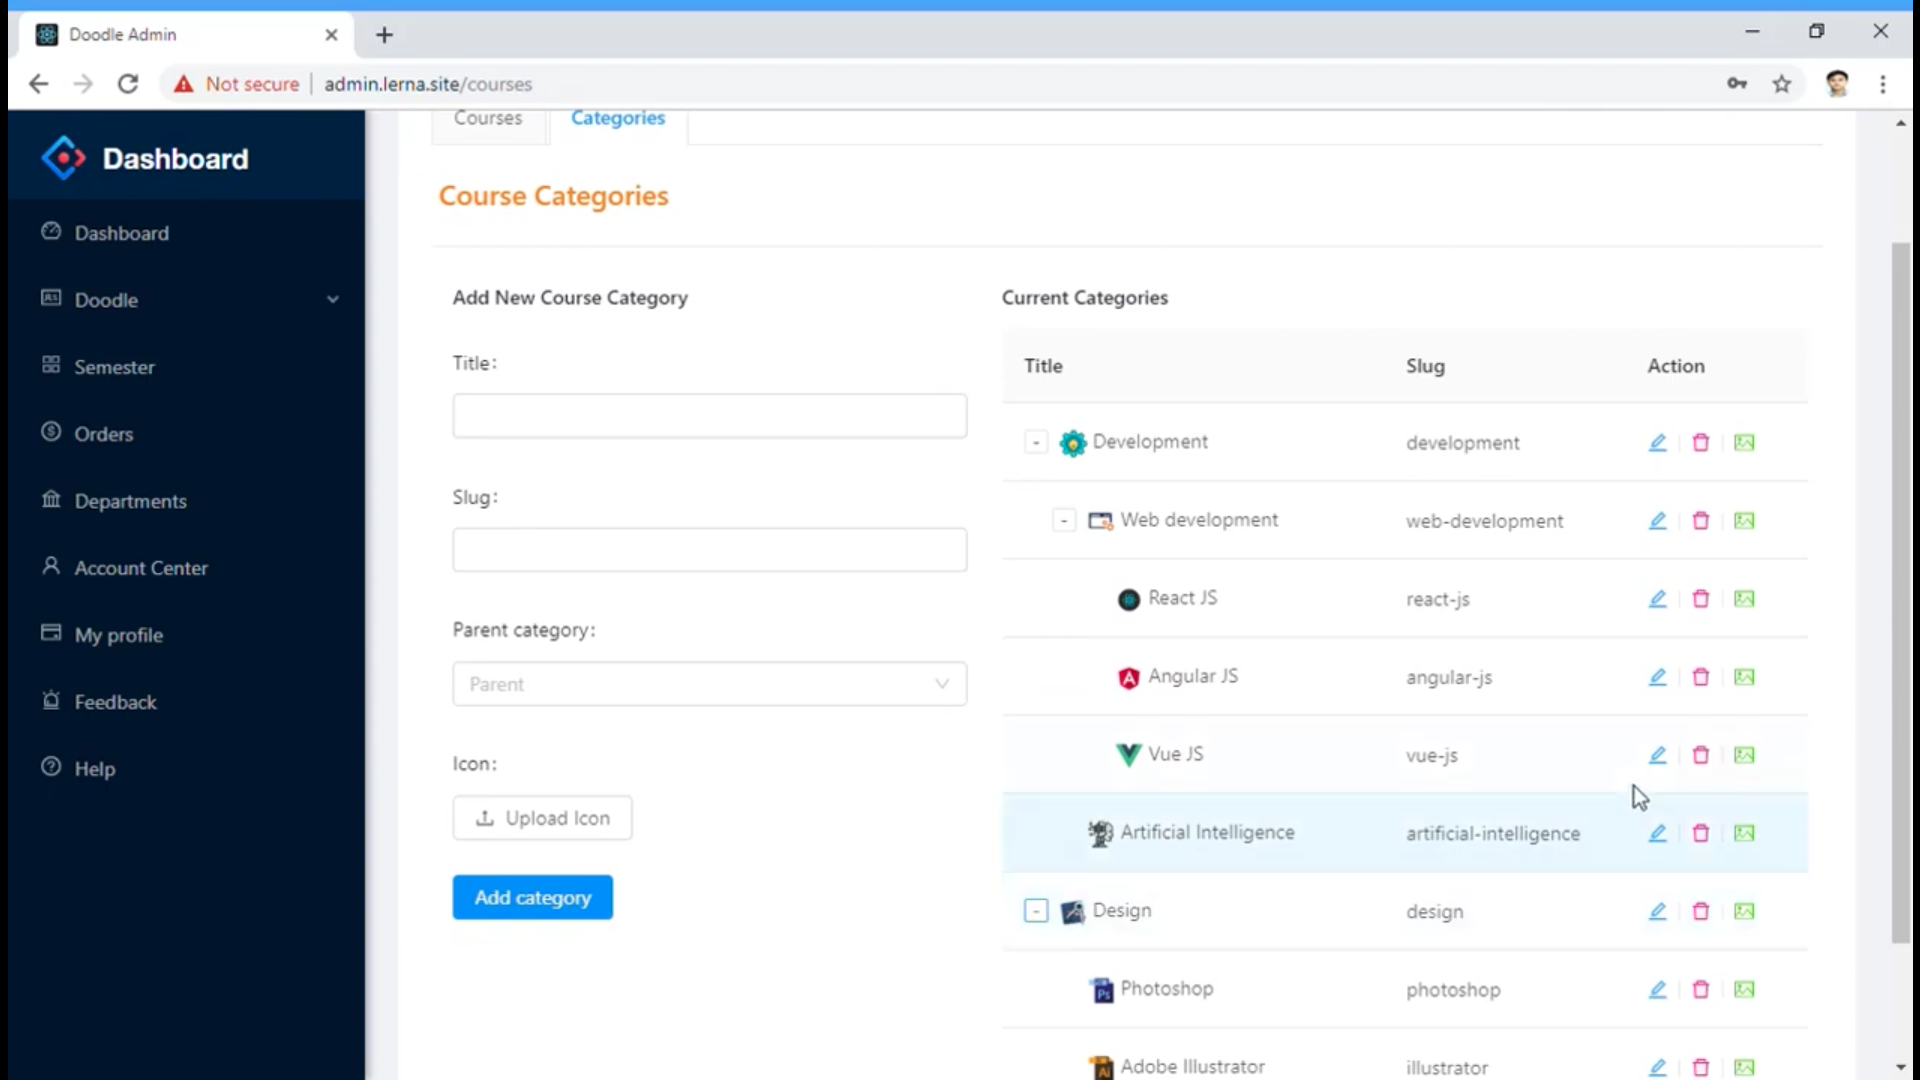 Doodle Admin
Not secure | admin.lerna.site/courses
Dashboard
Dashboard
Doodle
Semester
Orders
Departments
Account Center
My profile
Feedback
Help
Courses
Categories
Course Categories
Add New Course Category
Title:
Slug:
Parent category:
Parent
Icon:
Upload Icon
Add category
Current Categories
Title Slug Action
Development development
Web development web-development
React JS react-js
Angular JS angular-js
Vue JS vue-js
Artificial Intelligence artificial-intelligence
Design design
Photoshop photoshop
Adobe Illustrator illustrator